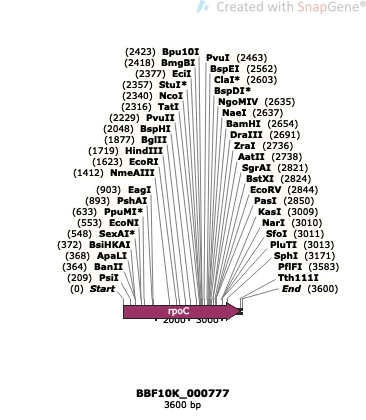 Created with SnapGene®
(2423) Bpu10I
(2418) BmgBI
(2377) EciI
(2357) StuI*
(2340) NcoI
(2316) TatI
(2229) PvuII
(2048) BspHI
(1877) BglII
(1719) HindIII
(1623) EcoRI
(1412) NmeAIII
(903) EagI
(893) PshAI
(633) PpuMI*
(553) EcoNI
(548) SexAI*
(372) BsiHKAI
(368) ApaLI
(364) BanII
(209) PsiI
(0) Start
PvuI (2463)
BspEI (2562)
ClaI* (2603)
BspDI*
NgoMIV (2635)
NaeI (2637)
BamHI (2654)
DraIII (2691)
ZraI (2736)
AatII (2738)
SgrAI (2821)
BstXI (2824)
EcoRV (2844)
PasI (2850)
KasI (3009)
NarI (3010)
SfoI (3011)
PluTI (3013)
SphI (3171)
PflFI (3583)
Tth111I
End (3600)
rpoC
2000 3000
BBF10K_000777
3600 bp